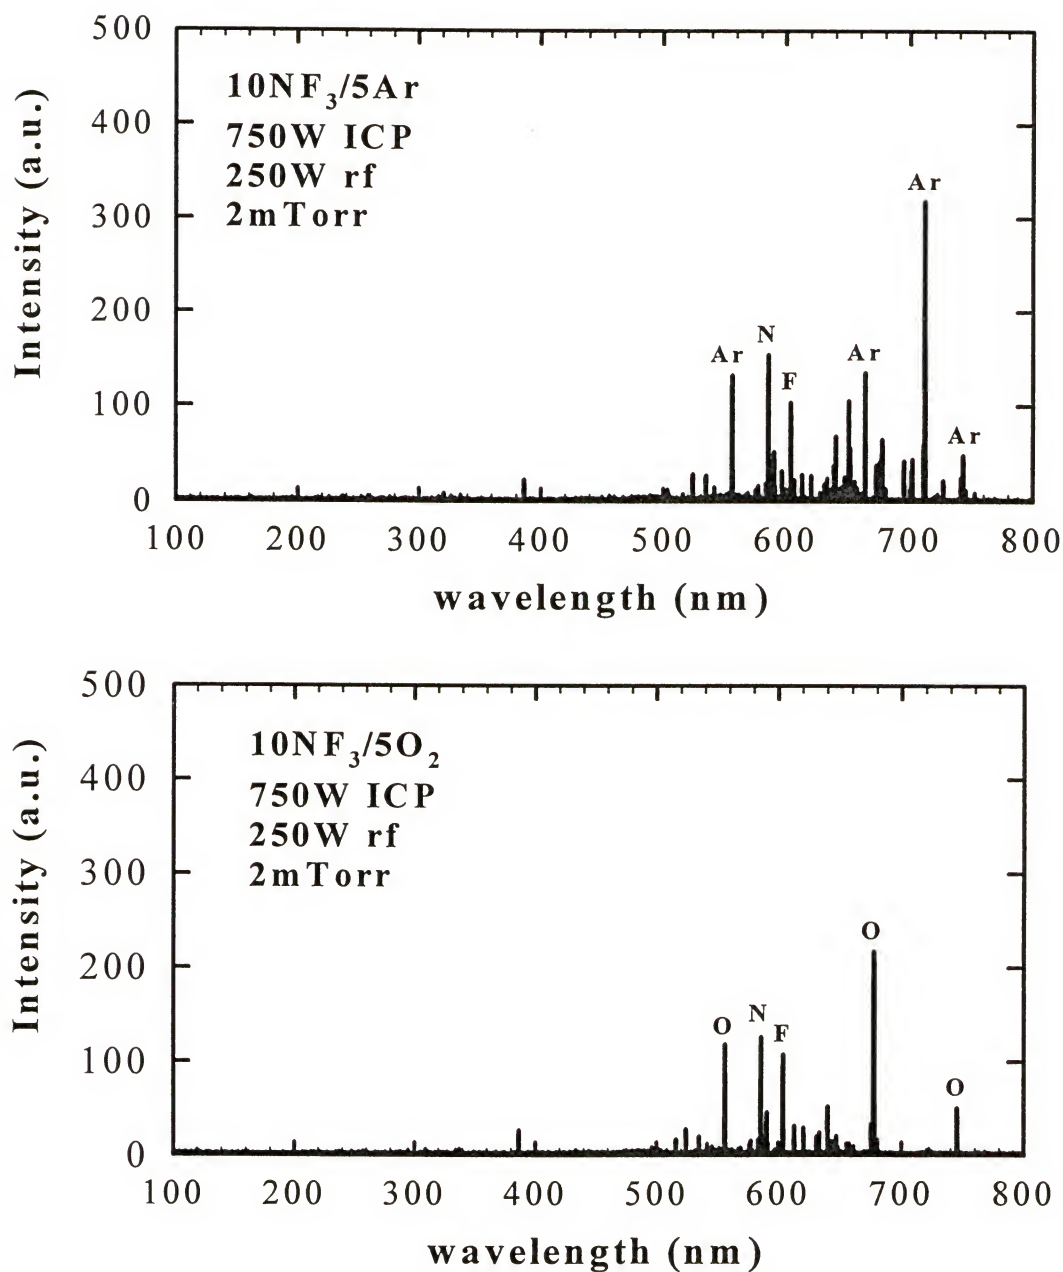 500
400
300
200
100
0
Intensity (a.u.)
10NF₃/5Ar
750W ICP
250W rf
2mTorr
Ar
N
F
Ar
Ar
Ar
100 200 300 400 500 600 700 800
wavelength (nm)
500
400
300
200
100
0
Intensity (a.u.)
10NF₃/5O₂
750W ICP
250W rf
2mTorr
O
N
F
O
O
100 200 300 400 500 600 700 800
wavelength (nm)